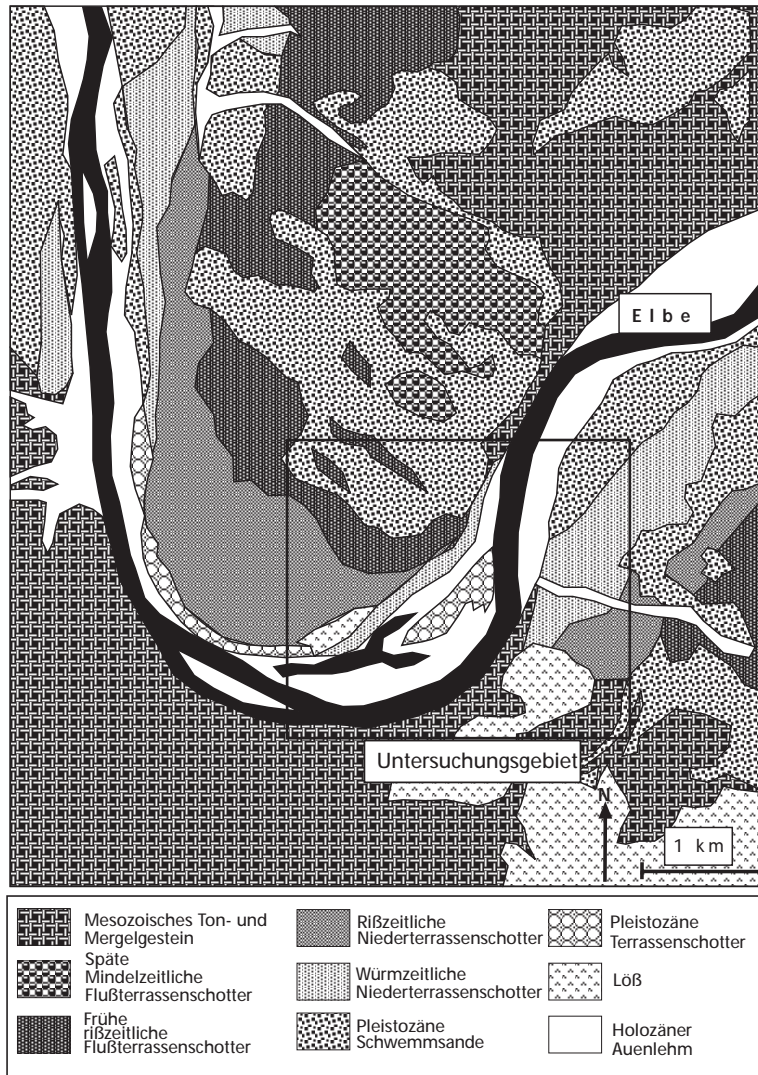 Elbe
Untersuchungsgebiet
N
1 km
Mesozoisches Ton- und
Mergelgestein
Späte
Mindelzeitliche
Flußterrassenschotter
Frühe
rißzeitliche
Flußterrassenschotter
Rißzeitliche
Niederterrassenschotter
Würmzeitliche
Niederterrassenschotter
Pleistozäne
Schwemmsande
Pleistozäne
Terrassenschotter
Löß
Holozäner
Auenlehm